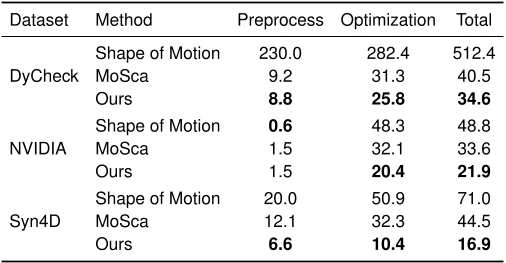 Dataset Method Preprocess Optimization Total
Shape of Motion 230.0 282.4 512.4
DyCheck MoSca 9.2 31.3 40.5
Ours 8.8 25.8 34.6
Shape of Motion 0.6 48.3 48.8
NVIDIA MoSca 1.5 32.1 33.6
Ours 1.5 20.4 21.9
Shape of Motion 20.0 50.9 71.0
Syn4D MoSca 12.1 32.3 44.5
Ours 6.6 10.4 16.9